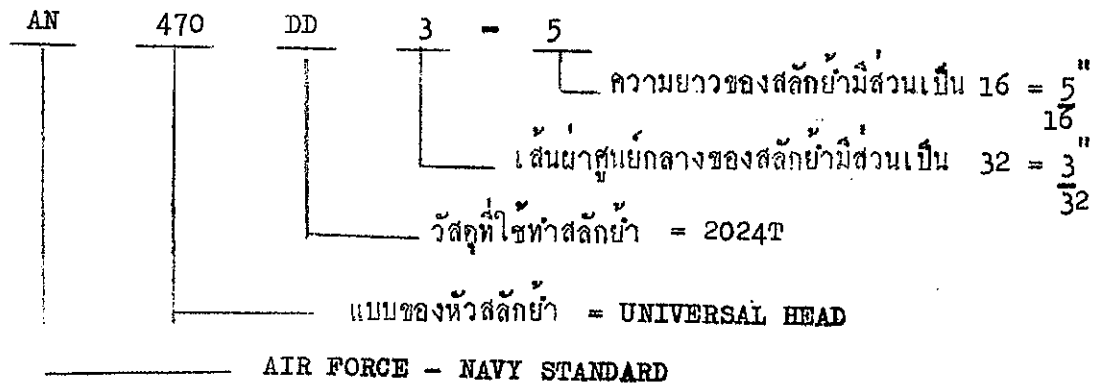 AN 470 DD 3 - 5
ความยาวของสลักย้ำมีส่วนเป็น 16 = 5"
16
เส้นผ่าศูนย์กลางของสลักย้ำมีส่วนเป็น 32 = 3"
32
วัสดุที่ใช้ทำสลักย้ำ = 2024T
แบบของหัวสลักย้ำ = UNIVERSAL HEAD
AIR FORCE - NAVY STANDARD